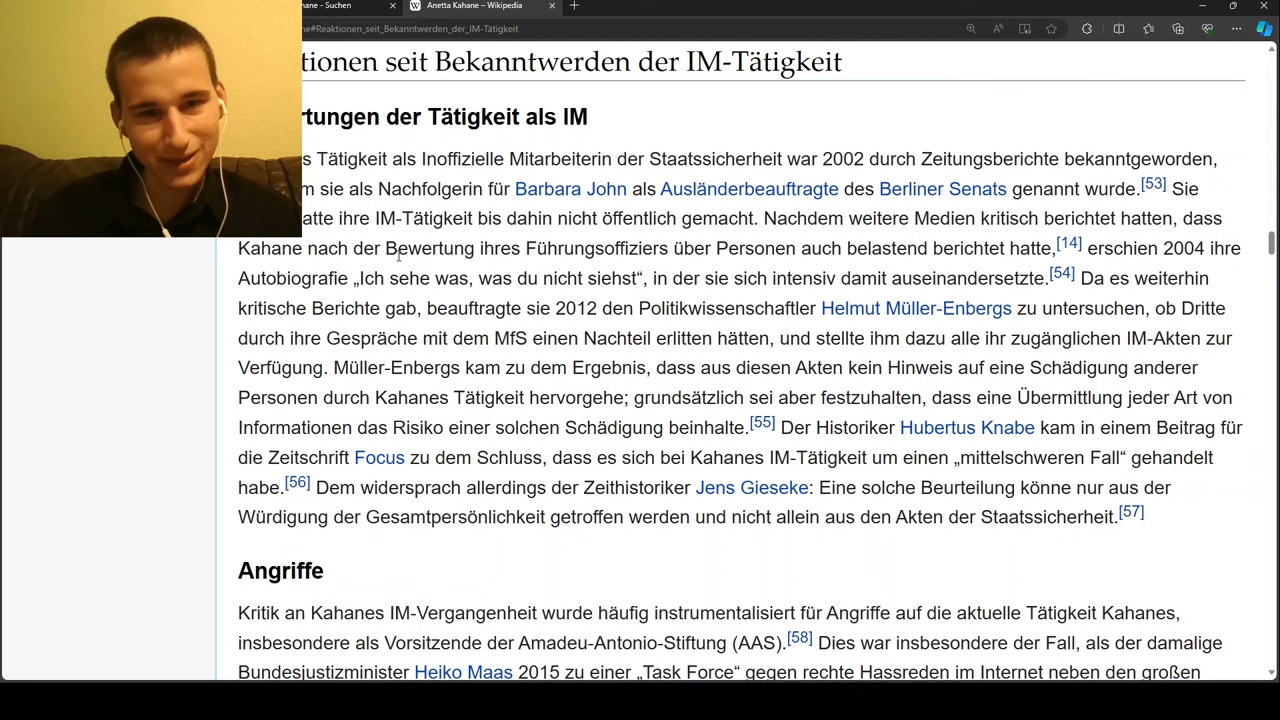 hane - Suchen
Anetta Kahane – Wikipedia
ne#Reaktionen_seit_Bekanntwerden_der_IM-Tätigkeit
tionen seit Bekanntwerden der IM-Tätigkeit
rtungen der Tätigkeit als IM
s Tätigkeit als Inoffizielle Mitarbeiterin der Staatssicherheit war 2002 durch Zeitungsberichte bekanntgeworden,
m sie als Nachfolgerin für Barbara John als Ausländerbeauftragte des Berliner Senats genannt wurde.[53] Sie
atte ihre IM-Tätigkeit bis dahin nicht öffentlich gemacht. Nachdem weitere Medien kritisch berichtet hatten, dass
Kahane nach der Bewertung ihres Führungsoffiziers über Personen auch belastend berichtet hatte,[14] erschien 2004 ihre
Autobiografie „Ich sehe was, was du nicht siehst“, in der sie sich intensiv damit auseinandersetzte.[54] Da es weiterhin
kritische Berichte gab, beauftragte sie 2012 den Politikwissenschaftler Helmut Müller-Enbergs zu untersuchen, ob Dritte
durch ihre Gespräche mit dem MfS einen Nachteil erlitten hätten, und stellte ihm dazu alle ihr zugänglichen IM-Akten zur
Verfügung. Müller-Enbergs kam zu dem Ergebnis, dass aus diesen Akten kein Hinweis auf eine Schädigung anderer
Personen durch Kahanes Tätigkeit hervorgehe; grundsätzlich sei aber festzuhalten, dass eine Übermittlung jeder Art von
Informationen das Risiko einer solchen Schädigung beinhalte.[55] Der Historiker Hubertus Knabe kam in einem Beitrag für
die Zeitschrift Focus zu dem Schluss, dass es sich bei Kahanes IM-Tätigkeit um einen „mittelschweren Fall“ gehandelt
habe.[56] Dem widersprach allerdings der Zeithistoriker Jens Gieseke: Eine solche Beurteilung könne nur aus der
Würdigung der Gesamtpersönlichkeit getroffen werden und nicht allein aus den Akten der Staatssicherheit.[57]
Angriffe
Kritik an Kahanes IM-Vergangenheit wurde häufig instrumentalisiert für Angriffe auf die aktuelle Tätigkeit Kahanes,
insbesondere als Vorsitzende der Amadeu-Antonio-Stiftung (AAS).[58] Dies war insbesondere der Fall, als der damalige
Bundesjustizminister Heiko Maas 2015 zu einer „Task Force“ gegen rechte Hassreden im Internet neben den großen